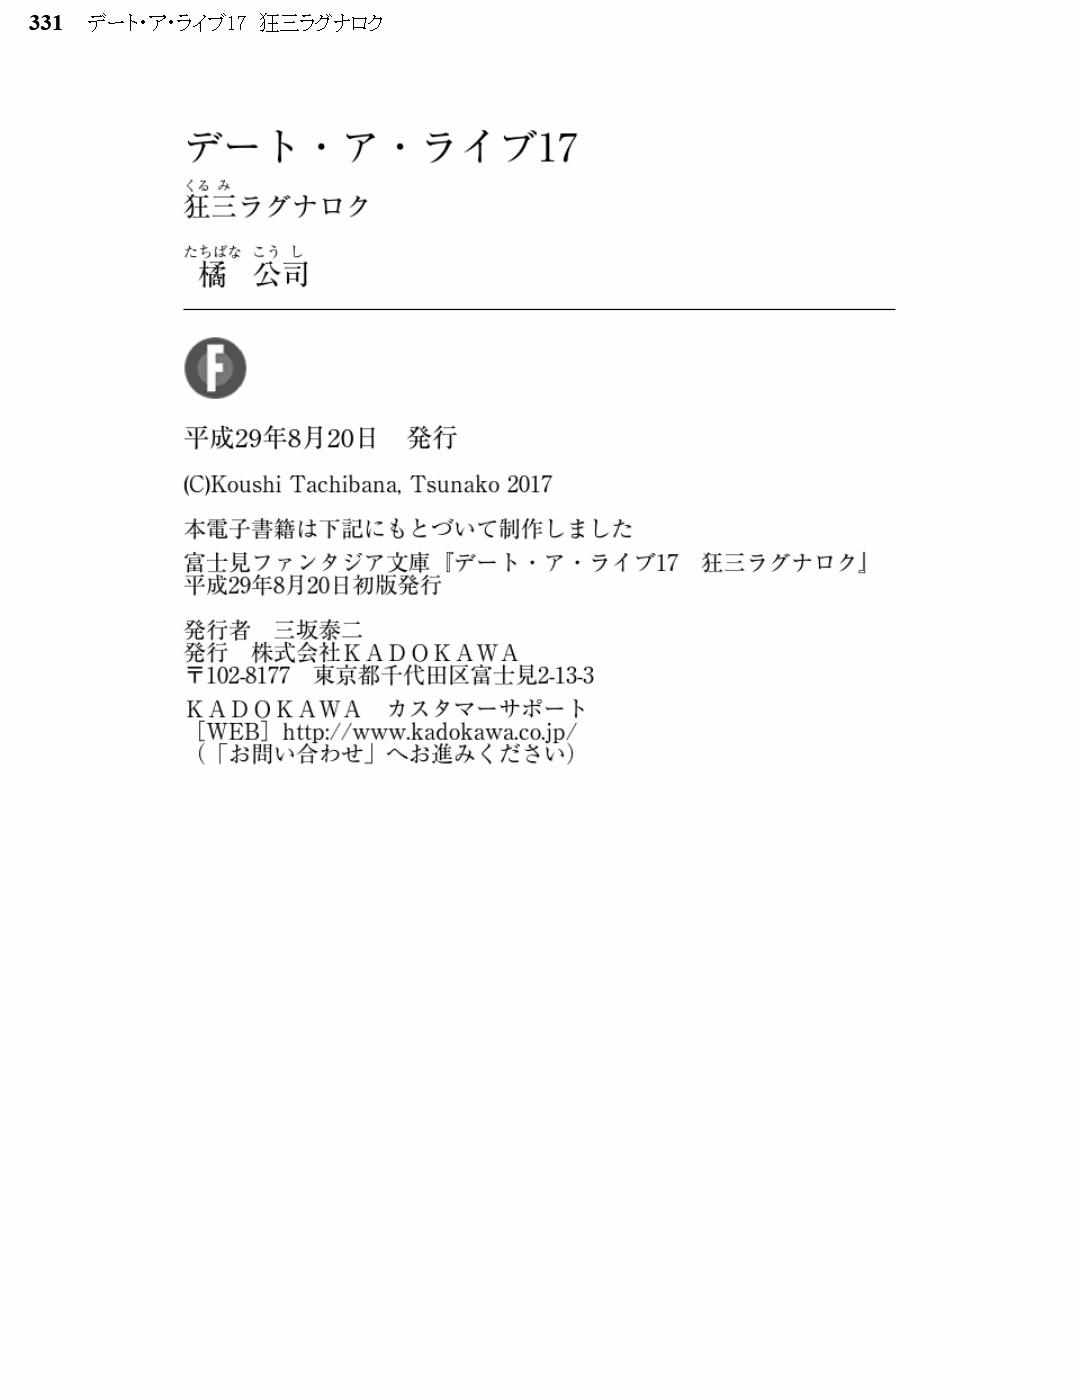 331 デート・ア・ライブ17 狂三ラグナロク
デート・ア・ライブ17
くるみ
狂三ラグナロク
たちばな こうし
橘 公司
F
平成29年8月20日 発行
(C)Koushi Tachibana, Tsunako 2017
本電子書籍は下記にもとづいて制作しました
富士見ファンタジア文庫『デート・ア・ライブ17 狂三ラグナロク』
平成29年8月20日初版発行
発行者 三坂泰二
発行 株式会社ＫＡＤＯＫＡＷＡ
〒102-8177 東京都千代田区富士見2-13-3
ＫＡＤＯＫＡＷＡ カスタマーサポート
［WEB］http://www.kadokawa.co.jp/
（「お問い合わせ」へお進みください）